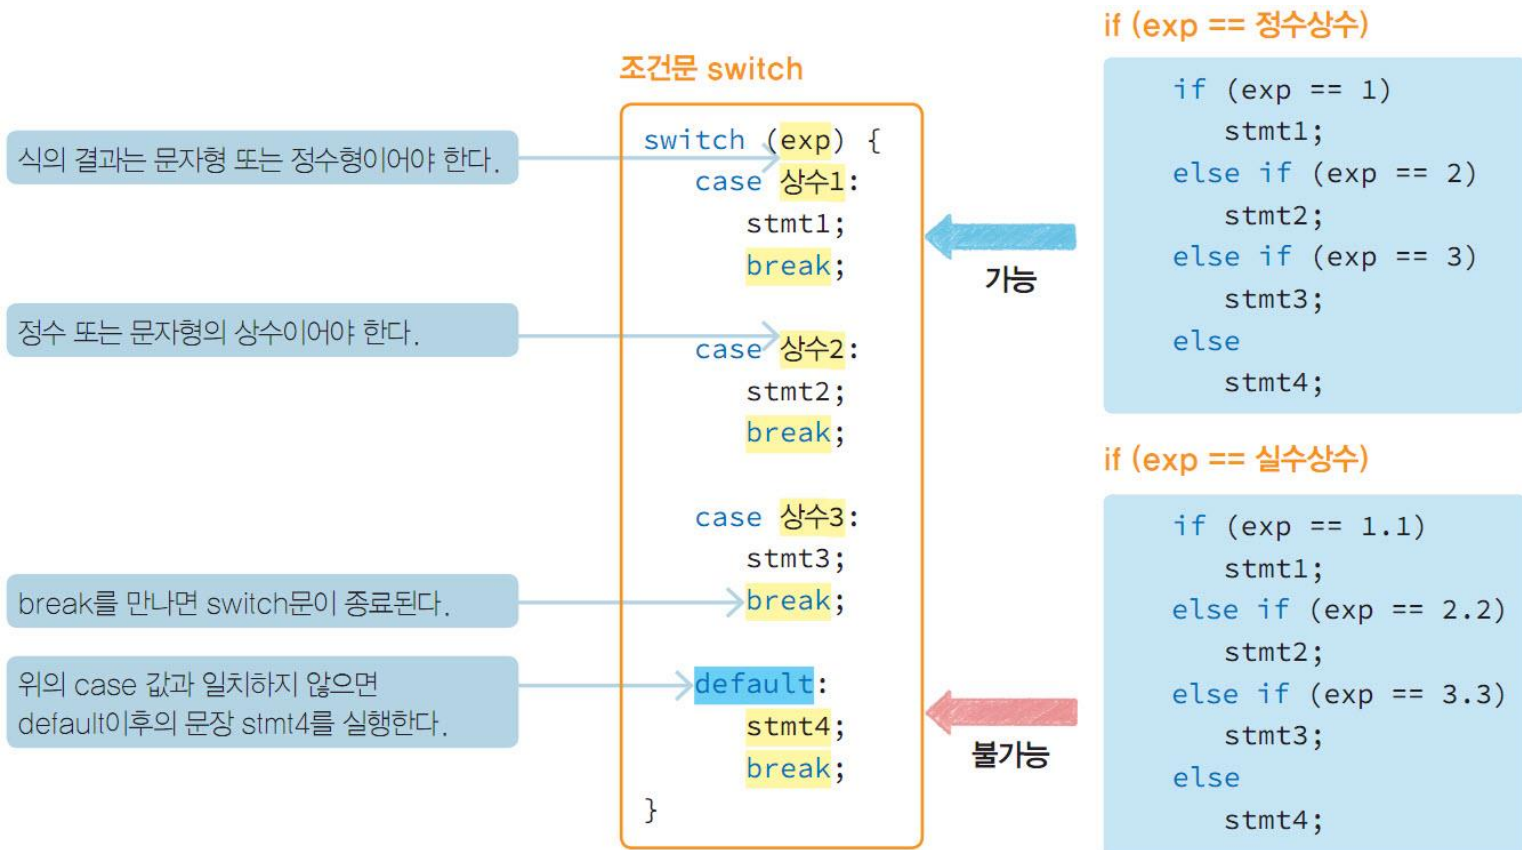 조건문 switch
switch (exp) {
case 상수1:
stmt1;
break;
case 상수2:
stmt2;
break;
case 상수3:
stmt3;
break;
default:
stmt4;
break;
}
식의 결과는 문자형 또는 정수형이어야 한다.
정수 또는 문자형의 상수이어야 한다.
break를 만나면 switch문이 종료된다.
위의 case 값과 일치하지 않으면
default이후의 문장 stmt4를 실행한다.
가능
불가능
if (exp == 정수상수)
if (exp == 1)
stmt1;
else if (exp == 2)
stmt2;
else if (exp == 3)
stmt3;
else
stmt4;
if (exp == 실수상수)
if (exp == 1.1)
stmt1;
else if (exp == 2.2)
stmt2;
else if (exp == 3.3)
stmt3;
else
stmt4;